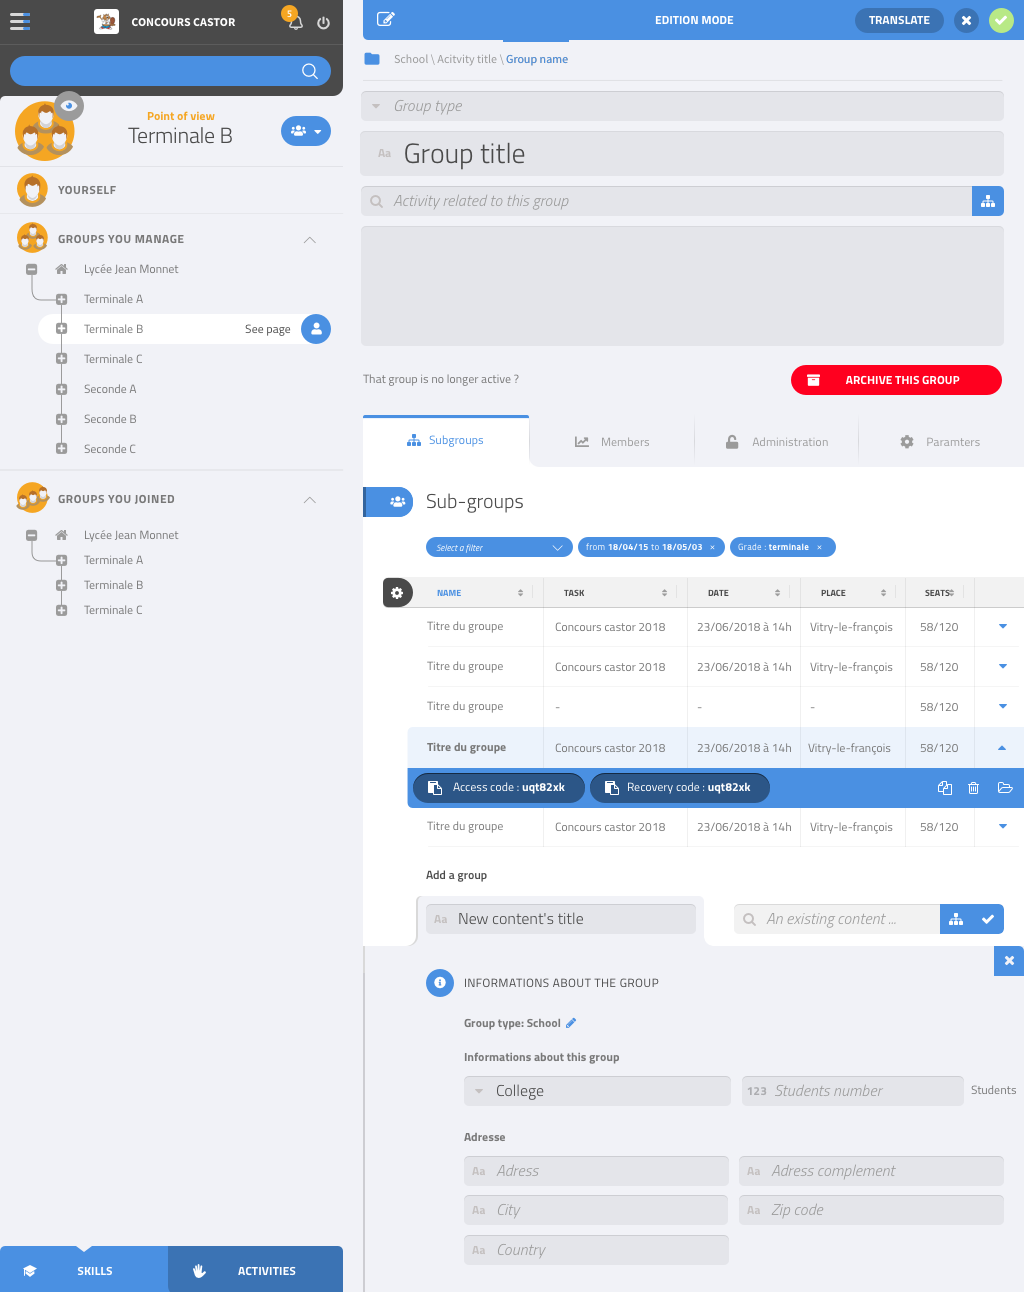 CONCOURS CASTOR
5
Point of view
Terminale B
YOURSELF
GROUPS YOU MANAGE
Lycée Jean Monnet
Terminale A
Terminale B See page
Terminale C
Seconde A
Seconde B
Seconde C
GROUPS YOU JOINED
Lycée Jean Monnet
Terminale A
Terminale B
Terminale C
SKILLS ACTIVITIES
EDITION MODE TRANSLATE
School \ Acitvity title \ Group name
Group type
Aa Group title
Activity related to this group
That group is no longer active ? ARCHIVE THIS GROUP
Subgroups Members Administration Paramters
Sub-groups
Select a filter from 18/04/15 to 18/05/03 × Grade : terminale ×
NAME TASK DATE PLACE SEATS
Titre du groupe Concours castor 2018 23/06/2018 à 14h Vitry-le-françois 58/120
Titre du groupe Concours castor 2018 23/06/2018 à 14h Vitry-le-françois 58/120
Titre du groupe - - - 58/120
Titre du groupe Concours castor 2018 23/06/2018 à 14h Vitry-le-françois 58/120
Access code : uqt82xk Recovery code : uqt82xk
Titre du groupe Concours castor 2018 23/06/2018 à 14h Vitry-le-françois 58/120
Add a group
Aa New content's title An existing content ...
INFORMATIONS ABOUT THE GROUP
Group type: School
Informations about this group
College 123 Students number Students
Adresse
Aa Adress Aa Adress complement
Aa City Aa Zip code
Aa Country